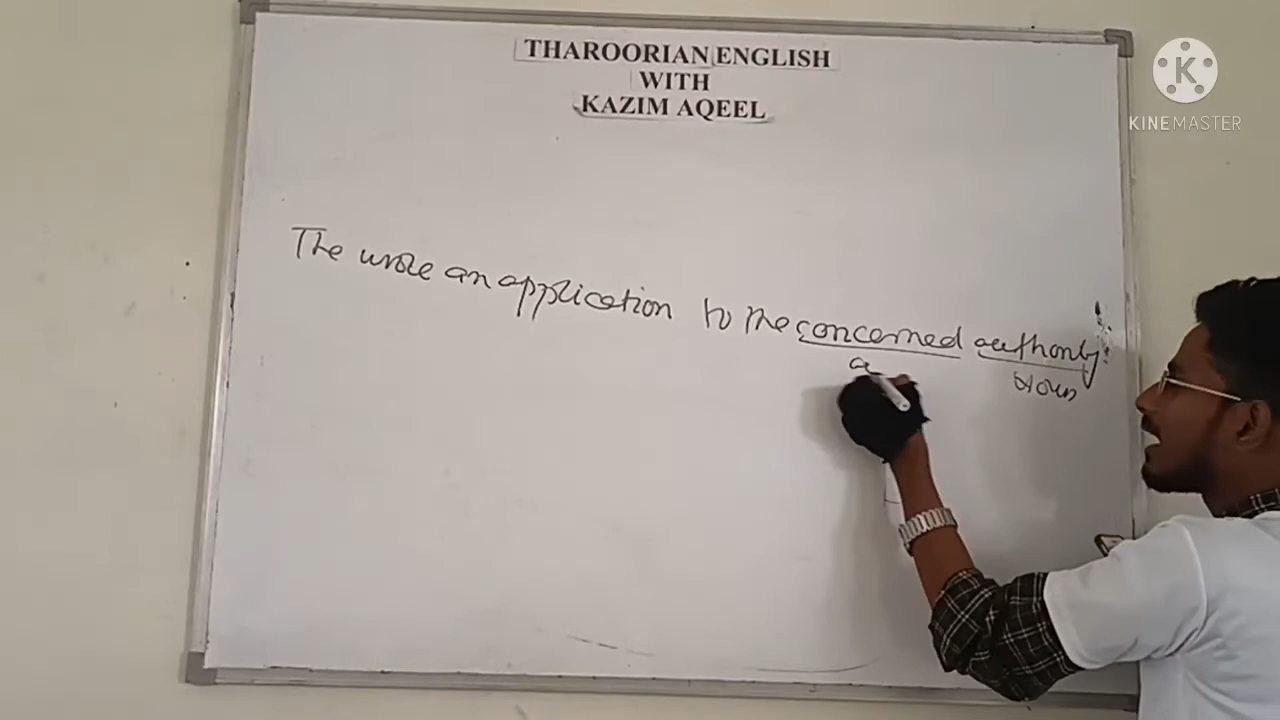 THAROORIAN ENGLISH
WITH
KAZIM AQEEL
KINEMASTER
The wrote an application to the concerned authority.
Noun
a